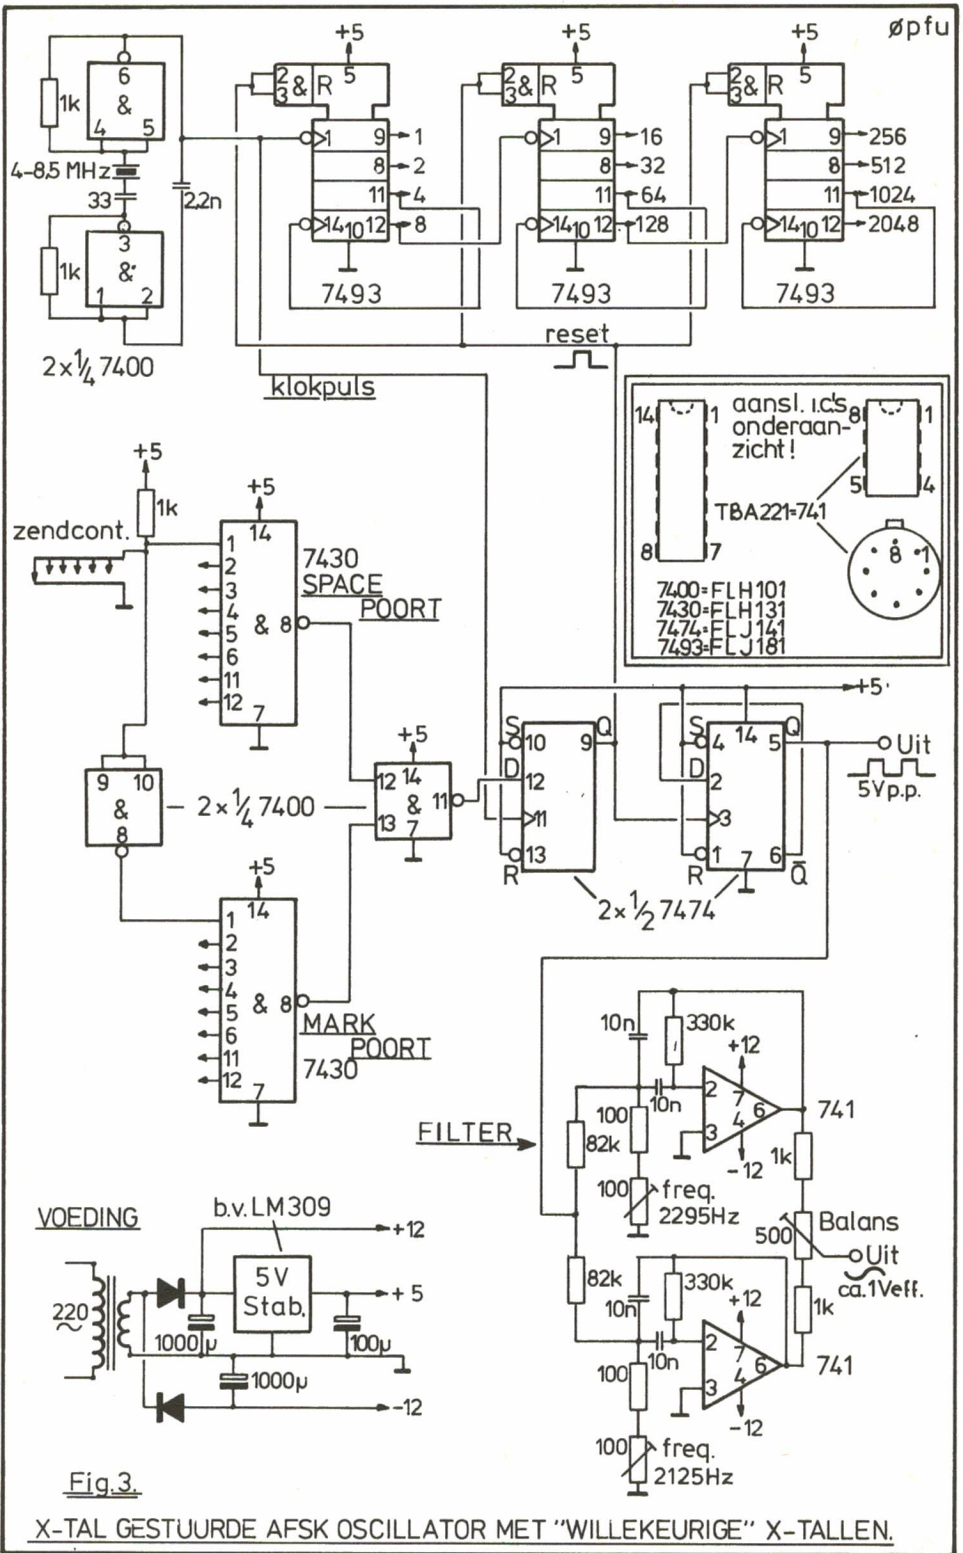 øpfu
+5
+5
+5
6
&
4 5
1k
4-8,5 MHz
33
2,2n
3
&
1 2
1k
2x¼ 7400
2
3 & R 5
1 9 1
8 2
11 4
14 10 12 8
7493
2
3 & R 5
1 9 16
8 32
11 64
14 10 12 128
7493
2
3 & R 5
1 9 256
8 512
11 1024
14 10 12 2048
7493
reset
klokpuls
14 1
8 7
aansl. i.c.'s
onderaan-
zicht!
8 1
5 4
TBA221=741
8 1
7400=FLH101
7430=FLH131
7474=FLJ141
7493=FLJ181
+5
1k
zendcont.
+5
14
1
2
3
4
5
6
11
12
& 8
7
7430
SPACE
POORT
9 10
&
8
2x¼ 7400
+5
12 14
& 11
13 7
+5
14
1
2
3
4
5
6
11
12
& 8
7
MARK
POORT
7430
+5
S Q
10 9
D
12
11
13
R
S Q
4 14 5
D
2
3
1 7 6
R Q̄
2x½ 7474
Uit
5Vp.p.
FILTER
10n
330k
+12
10n
2 7
6
3 4
-12
741
82k
100
100
freq.
2295Hz
1k
500
Balans
Uit
ca.1Veff.
1k
82k
10n
330k
+12
10n
2 7
6
3 4
-12
741
100
100
freq.
2125Hz
VOEDING
b.v. LM309
+12
5V
Stab.
+5
220
~
1000µ
100µ
1000µ
-12
Fig.3.
X-TAL GESTUURDE AFSK OSCILLATOR MET "WILLEKEURIGE" X-TALLEN.